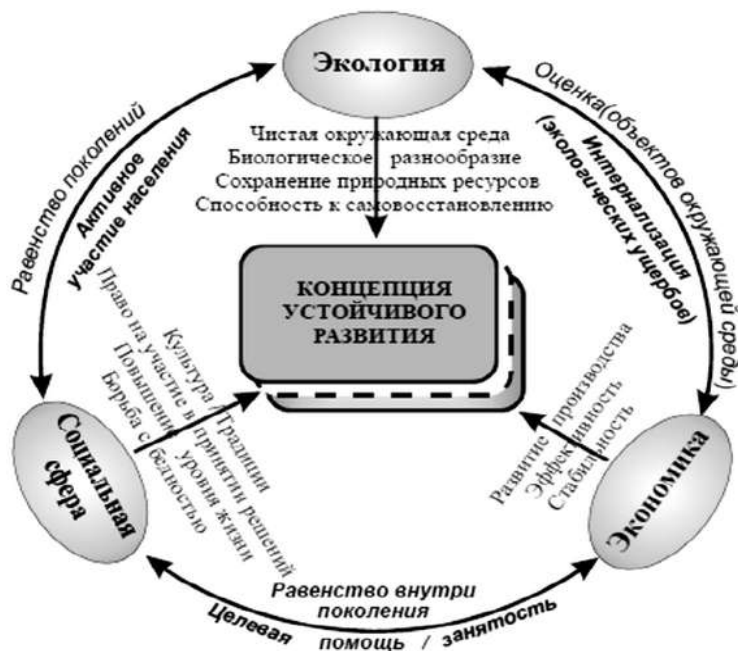 Экология
Равенство поколений
Активное
участие населения
Оценка(объектов окружающей среды)
Интернализация
(экологических ущербов)
Чистая окружающая среда
Биологическое разнообразие
Сохранение природных ресурсов
Способность к самовосстановлению
КОНЦЕПЦИЯ
УСТОЙЧИВОГО
РАЗВИТИЯ
Культура / Традиции
Право на участие в принятии решений
Повышение уровня жизни
Борьба с бедностью
Развитие производства
Эффективность
Стабильность
Социальная
сфера
Экономика
Равенство внутри
поколения
Целевая помощь / занятость